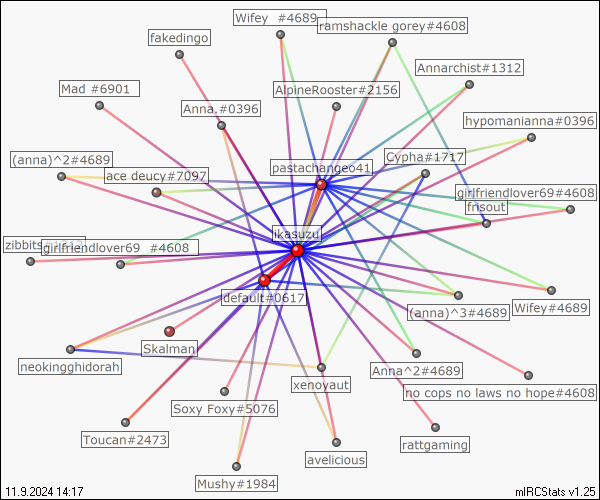 Wifey  #4689
ramshackle gorey#4608
fakedingo
Annarchist#1312
Mad #6901
AlpineRooster#2156
Anna.#0396
hypomanianna#0396
(anna)^2#4689
pastachangeo41
Cypha#1717
ace deucy#7097
girlfriendlover69#4608
frisout
ikasuzu
zibbits
girlfriendlover69  #4608
default#0617
Wifey#4689
(anna)^3#4689
Skalman
neokingghidorah
Anna^2#4689
xenoyaut
no cops no laws no hope#4608
Soxy Foxy#5076
Toucan#2473
rattgaming
avelicious
Mushy#1984
11.9.2024 14:17
mIRCStats v1.25